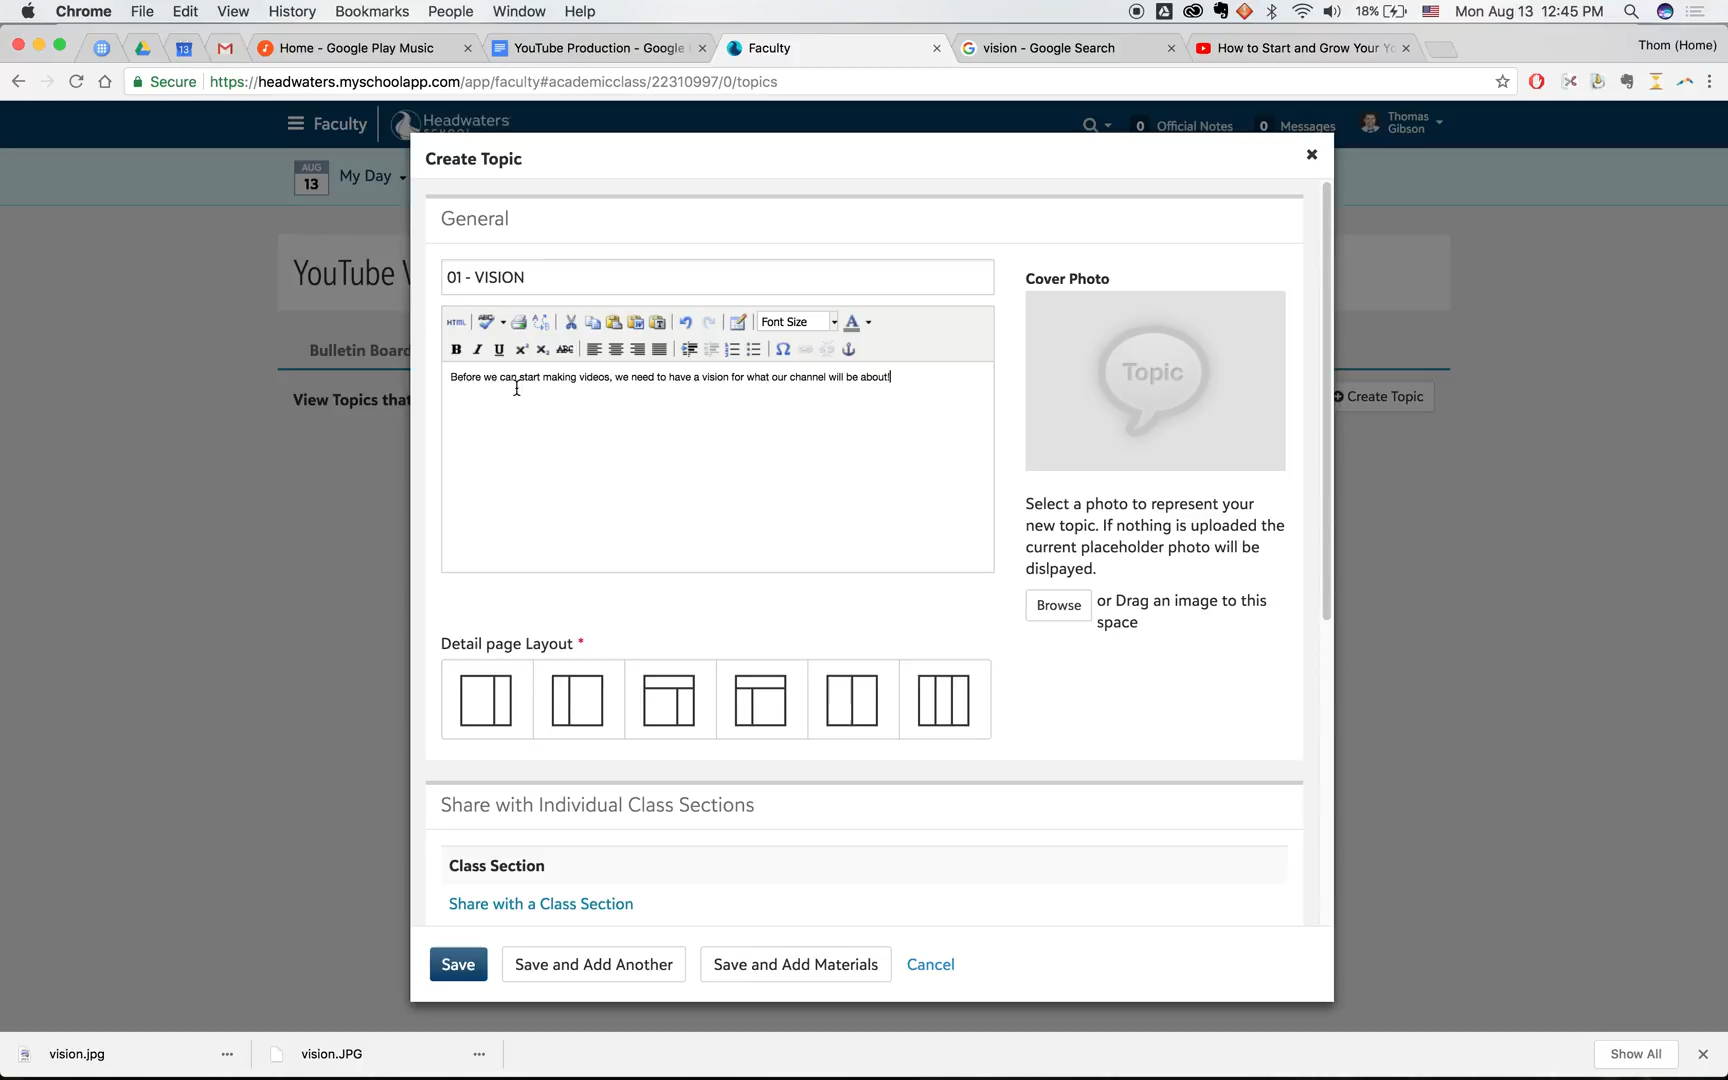 Chrome File Edit View History Bookmarks People Window Help 18% Mon Aug 13 12:45 PM
13 Home - Google Play Music YouTube Production - Google Faculty vision - Google Search How to Start and Grow Your Thom (Home)
Secure https://headwaters.myschoolapp.com/app/faculty#academicclass/22310997/0/topics
Faculty Headwaters 0 Official Notes 0 Messages Thomas
Gibson
AUG
13 My Day
Create Topic
General
YouTube
Bulletin Board
View Topics that
Create Topic
01 - VISION
HTML ABC Font Size A
B I U X² X₂ ABC Ω
Before we can start making videos, we need to have a vision for what our channel will be about!
Cover Photo
Topic
Select a photo to represent your
new topic. If nothing is uploaded the
current placeholder photo will be
dislpayed.
Browse or Drag an image to this
space
Detail page Layout *
Share with Individual Class Sections
Class Section
Share with a Class Section
Save Save and Add Another Save and Add Materials Cancel
vision.jpg vision.JPG Show All